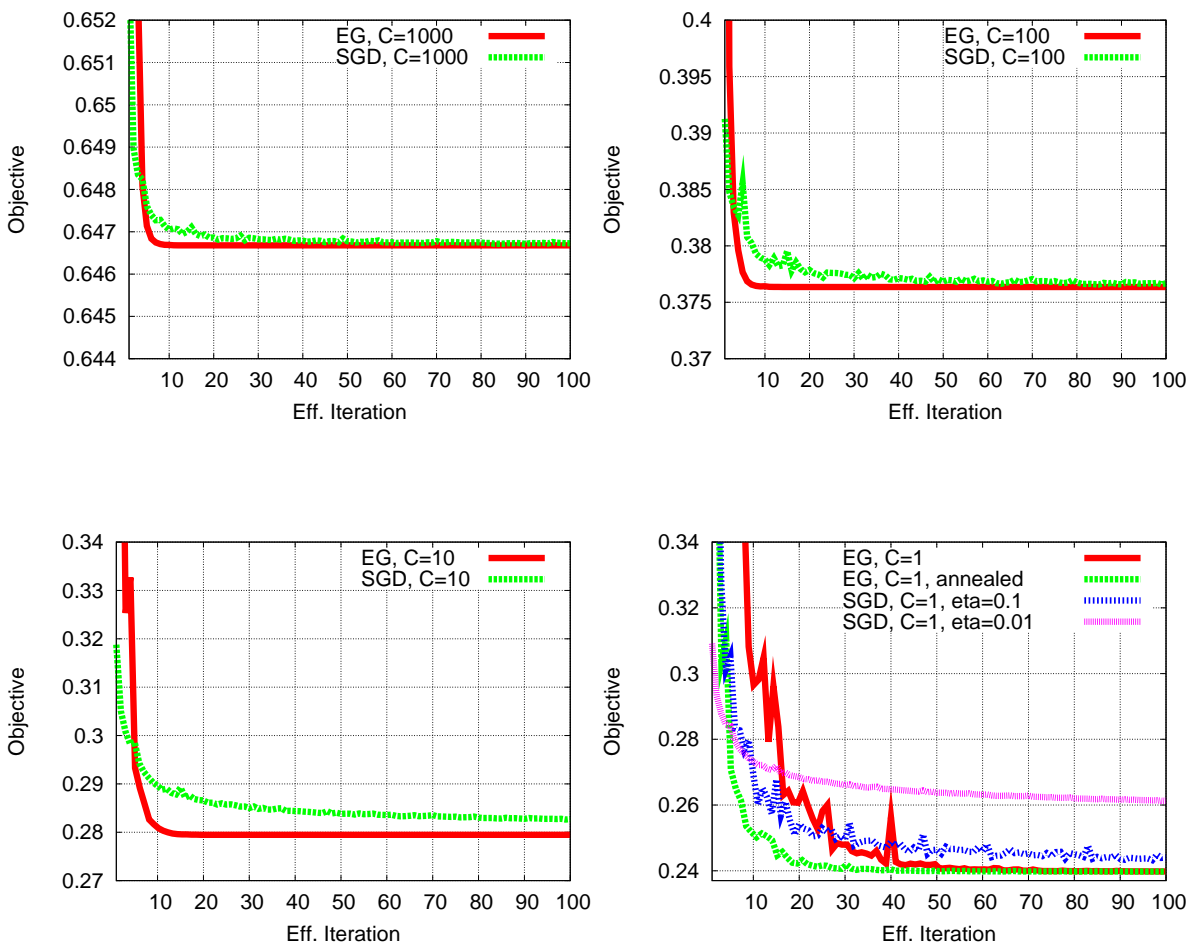 0.652
0.651
0.65
0.649
0.648
0.647
0.646
0.645
0.644
10 20 30 40 50 60 70 80 90 100
Objective
Eff. Iteration
EG, C=1000
SGD, C=1000
0.4
0.395
0.39
0.385
0.38
0.375
0.37
10 20 30 40 50 60 70 80 90 100
Objective
Eff. Iteration
EG, C=100
SGD, C=100
0.34
0.33
0.32
0.31
0.3
0.29
0.28
0.27
10 20 30 40 50 60 70 80 90 100
Objective
Eff. Iteration
EG, C=10
SGD, C=10
0.34
0.32
0.3
0.28
0.26
0.24
10 20 30 40 50 60 70 80 90 100
Objective
Eff. Iteration
EG, C=1
EG, C=1, annealed
SGD, C=1, eta=0.1
SGD, C=1, eta=0.01